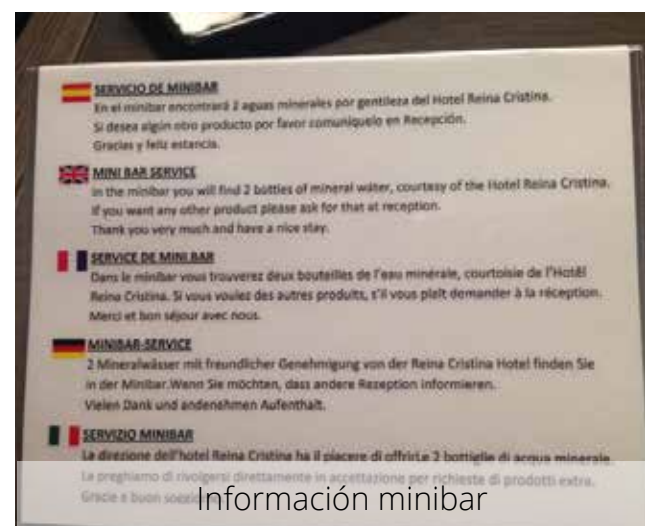 SERVICIO DE MINIBAR
En el minibar encontrará 2 aguas minerales por gentileza del Hotel Reina Cristina.
Si desea algún otro producto por favor comuníquelo en Recepción.
Gracias y feliz estancia.
MINI BAR SERVICE
In the minibar you will find 2 bottles of mineral water, courtesy of the Hotel Reina Cristina.
If you want any other product please ask for that at reception.
Thank you very much and have a nice stay.
SERVICE DE MINI BAR
Dans le minibar vous trouverez deux bouteilles de l'eau minérale, courtoisie de l'Hotêl
Reina Cristina. Si vous voulez des autres produits, s'il vous plaît demander à la réception.
Merci et bon séjour avec nous.
MINIBAR-SERVICE
2 Mineralwässer mit freundlicher Genehmigung von der Reina Cristina Hotel finden Sie
in der Minibar.Wenn Sie möchten, dass andere Rezeption informieren.
Vielen Dank und andenehmen Aufenthalt.
SERVIZIO MINIBAR
La direzione dell'hotel Reina Cristina ha il piacere di offrirLe 2 bottiglie di acqua minerale.
La preghiamo di rivolgersi direttamente in accettazione per richieste di prodotti extra.
Gracie e buon
Información minibar